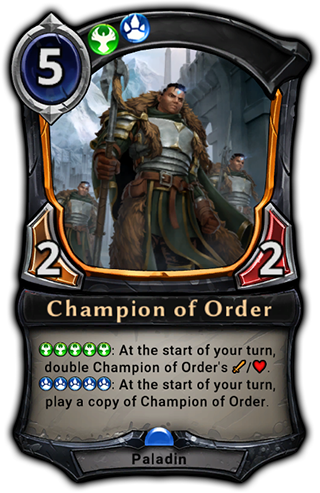 5
2
2
Champion of Order
: At the start of your turn,
double Champion of Order's /.
: At the start of your turn,
play a copy of Champion of Order.
Paladin